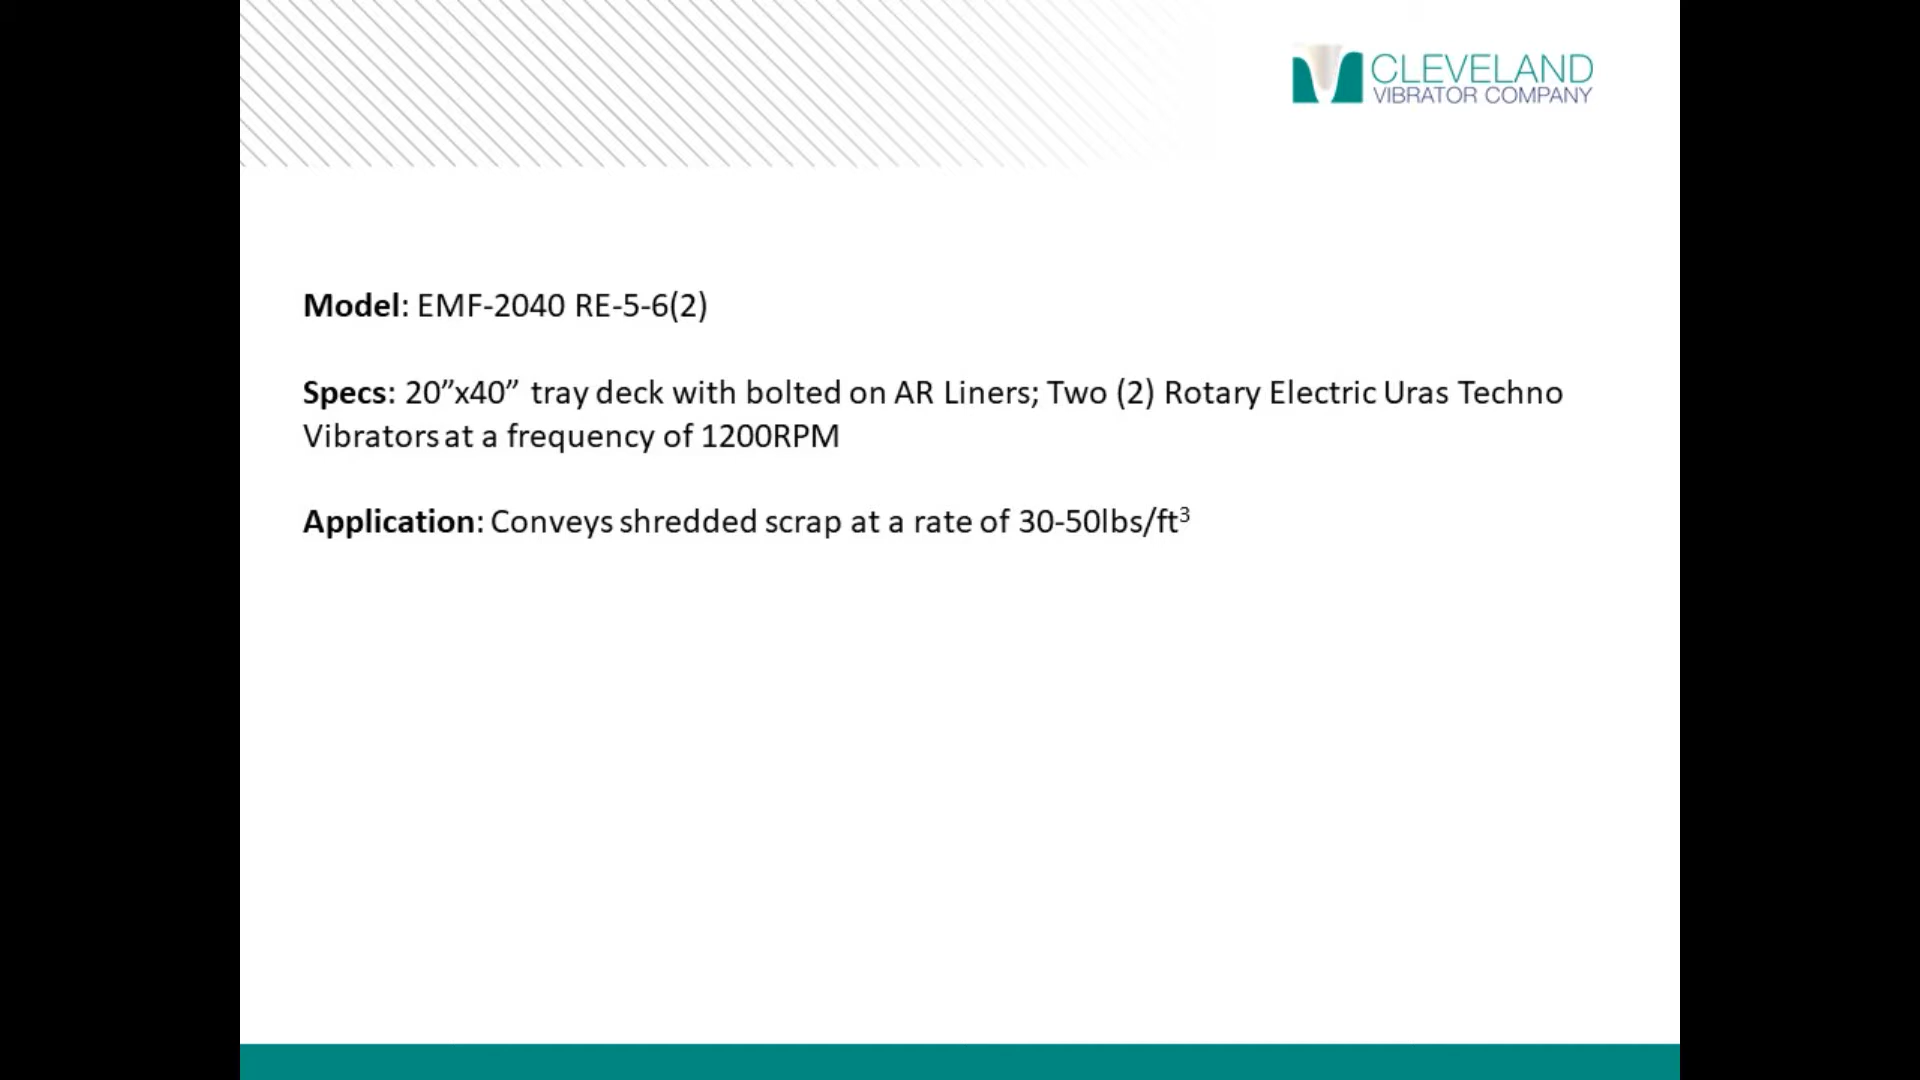 CLEVELAND
VIBRATOR COMPANY
Model: EMF-2040 RE-5-6(2)
Specs: 20”x40” tray deck with bolted on AR Liners; Two (2) Rotary Electric Uras Techno
Vibrators at a frequency of 1200RPM
Application: Conveys shredded scrap at a rate of 30-50lbs/ft³